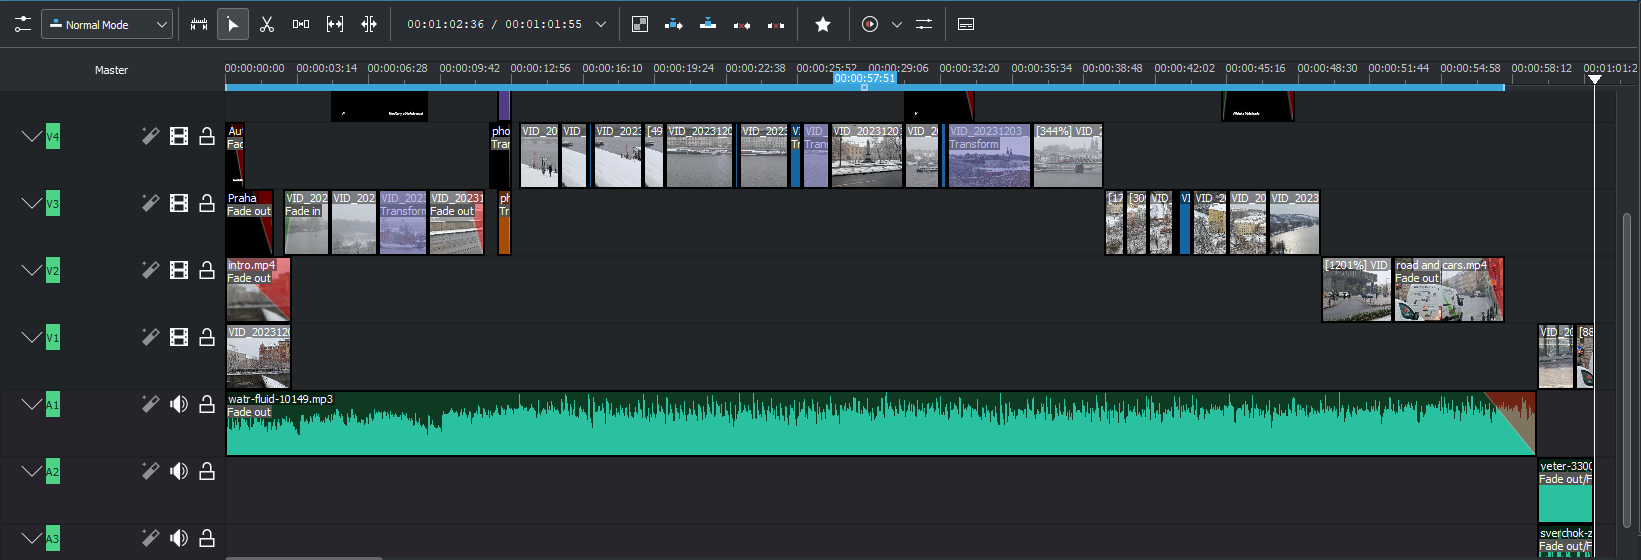 Normal Mode
00:01:02:36 / 00:01:01:55
Master
00:00:00:00 00:00:03:14 00:00:06:28 00:00:09:42 00:00:12:56 00:00:16:10 00:00:19:24 00:00:22:38 00:00:25:52 00:00:29:06 00:00:32:20 00:00:35:34 00:00:38:48 00:00:42:02 00:00:45:16 00:00:48:30 00:00:51:44 00:00:54:58 00:00:58:12 00:01:01:2
00:00:57:51
V4
Aut
Fad
pho
Trar
VID_20
VID_
VID_2023
[49
VID_20231206
VID_2023
V
Tr
VID_
Trans
VID_2023120
VID_20
VID_20231203
Transform
[344%] VID_2
V3
Praha
Fade out
VID_202
Fade in
VID_2023
VID_2023
Transform
VID_20231
Fade out
ph
Tr
[17
[309
VID_
VI
VID_20
VID_20
VID_2023
V2
intro.mp4
Fade out
[1201%] VID
road and cars.mp4
Fade out
V1
VID_2023120
VID_20
[88
A1
watr-fluid-10149.mp3
Fade out
A2
veter-3300
Fade out/F
A3
sverchok-z
Fade out/F